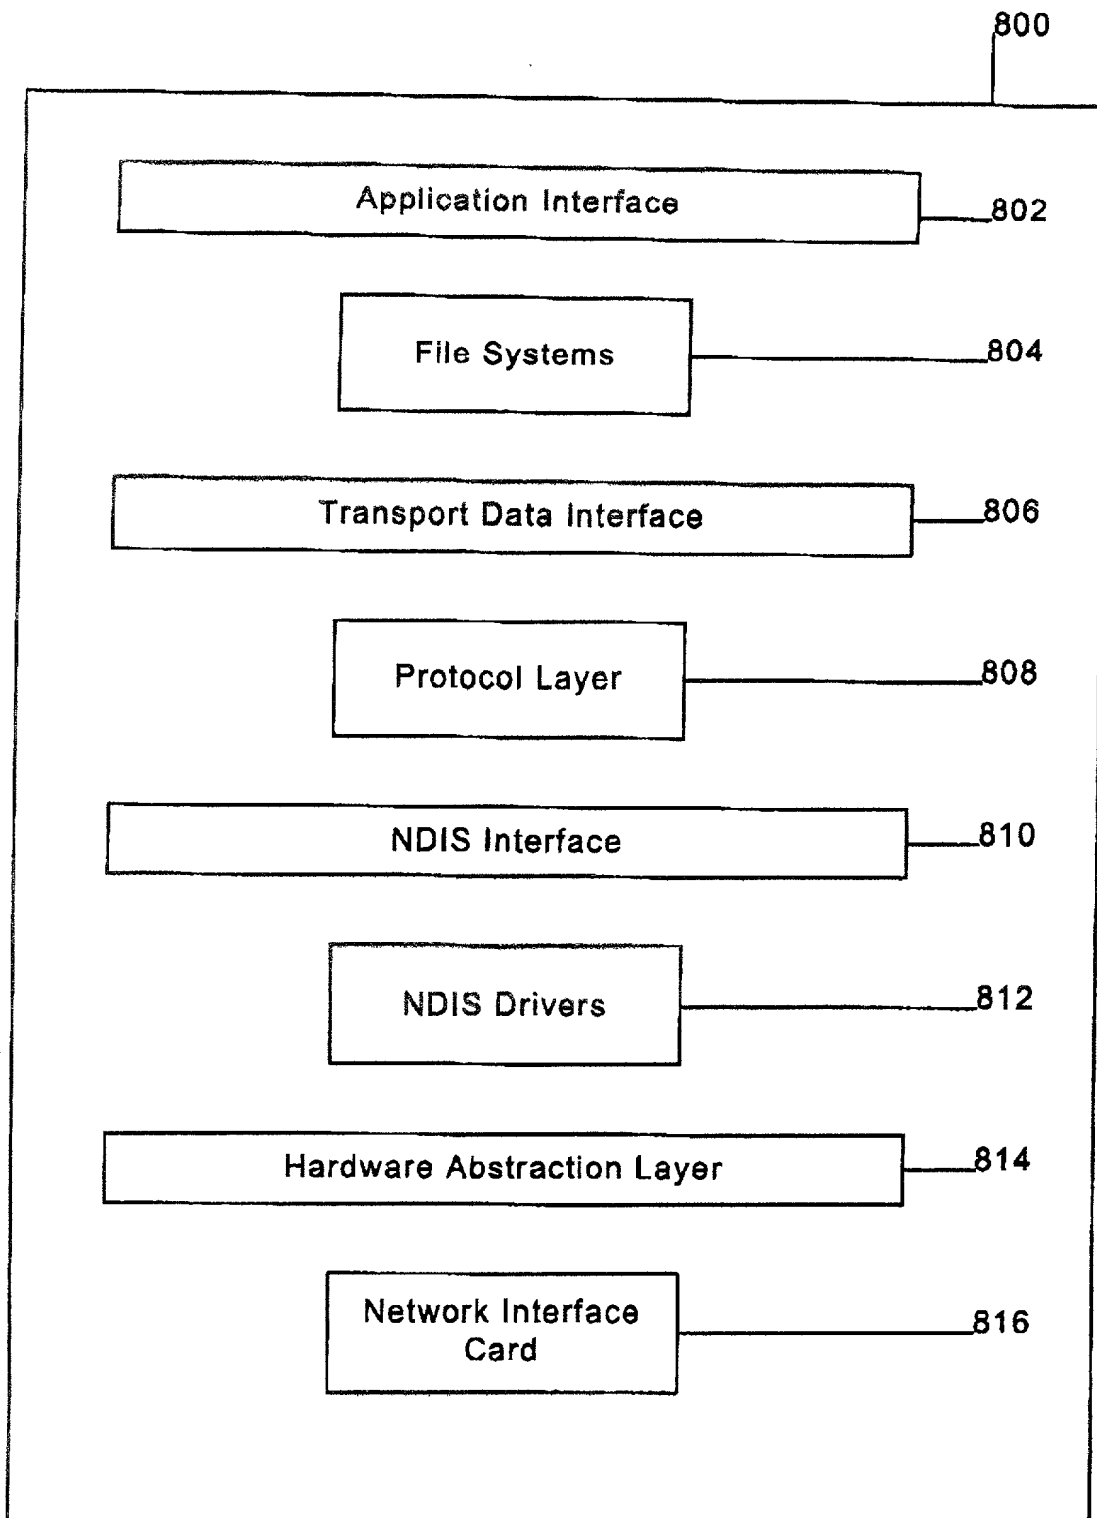 800
Application Interface
802
File Systems
804
Transport Data Interface
806
Protocol Layer
808
NDIS Interface
810
NDIS Drivers
812
Hardware Abstraction Layer
814
Network Interface
Card
816